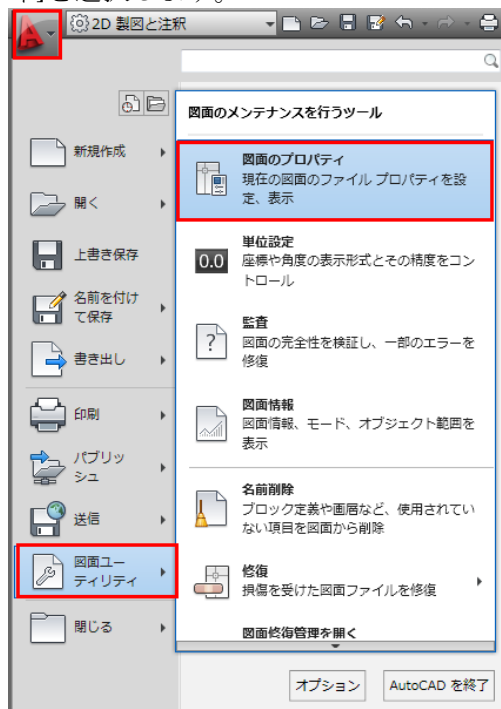 2D 製図と注釈
図面のメンテナンスを行うツール
新規作成
開く
上書き保存
名前を付け
て保存
書き出し
印刷
パブリッ
シュ
送信
図面ユー
ティリティ
閉じる
図面のプロパティ
現在の図面のファイル プロパティを設
定、表示
0.0
単位設定
座標や角度の表示形式とその精度をコン
トロール
監査
図面の完全性を検証し、一部のエラーを
修復
図面情報
図面情報、モード、オブジェクト範囲を
表示
名前削除
ブロック定義や画層など、使用されてい
ない項目を図面から削除
修復
損傷を受けた図面ファイルを修復
図面修復管理を開く
オプション
AutoCAD を終了